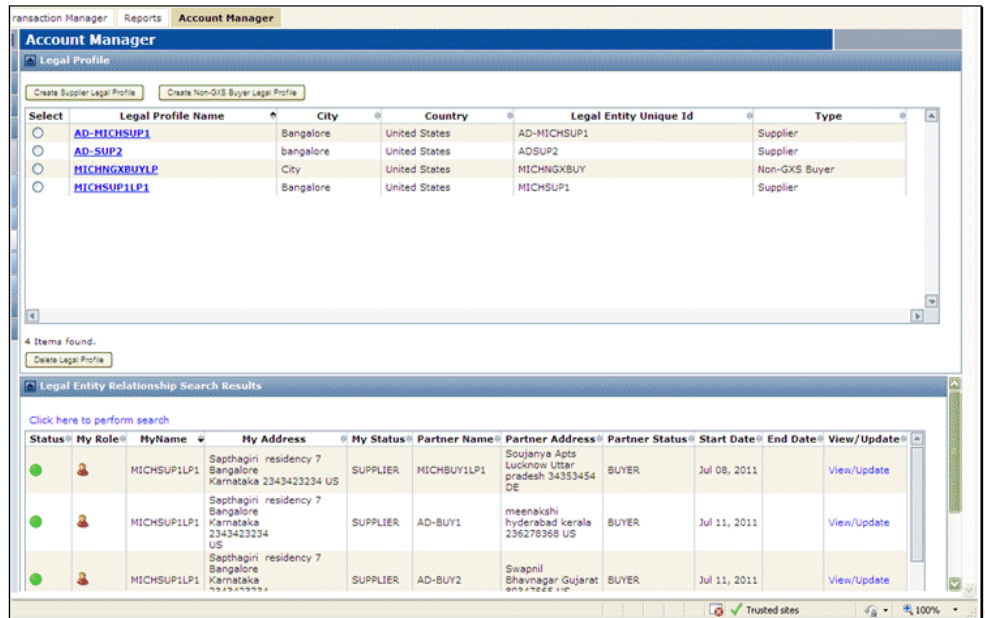 ransaction Manager Reports Account Manager
Account Manager
Legal Profile
Create Supplier Legal Profile Create Non-GXS Buyer Legal Profile
Select Legal Profile Name City Country Legal Entity Unique Id Type
AD-MICHSUP1 Bangalore United States AD-MICHSUP1 Supplier
AD-SUP2 bangalore United States ADSUP2 Supplier
MICHNGXBUYLP City United States MICHNGXBUY Non-GXS Buyer
MICHSUP1LP1 Bangalore United States MICHSUP1 Supplier
4 Items found.
Delete Legal Profile
Legal Entity Relationship Search Results
Click here to perform search
Status My Role MyName My Address My Status Partner Name Partner Address Partner Status Start Date End Date View/Update
MICHSUP1LP1 Sapthagiri residency 7 Bangalore Karnataka 2343423234 US SUPPLIER MICHBUY1LP1 Soujanya Apts Lucknow Uttar pradesh 34353454 DE BUYER Jul 08, 2011 View/Update
MICHSUP1LP1 Sapthagiri residency 7 Bangalore Karnataka 2343423234 US SUPPLIER AD-BUY1 meenakshi hyderabad kerala 236278368 US BUYER Jul 11, 2011 View/Update
MICHSUP1LP1 Sapthagiri residency 7 Bangalore Karnataka SUPPLIER AD-BUY2 Swapnil Bhavnagar Gujarat BUYER Jul 11, 2011 View/Update
Trusted sites 100%